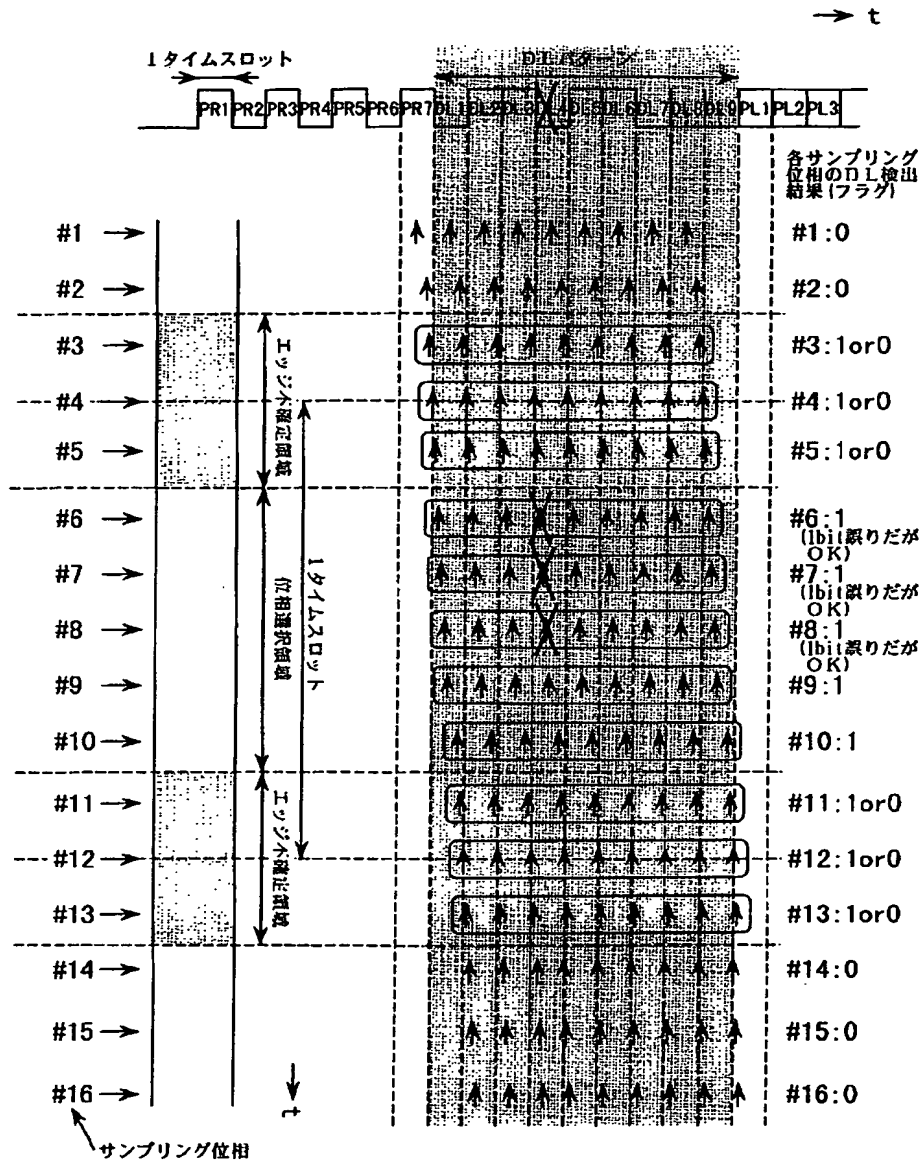 t
1タイムスロット
DLパターン
PR1 PR2 PR3 PR4 PR5 PR6 PR7 DL1 DL2 DL3 DL4 DL5 DL6 DL7 DL8 DL9 PL1 PL2 PL3
各サンプリング
位相のDL検出
結果(フラグ)
#1 #1:0
#2 #2:0
#3 #3:1or0
#4 #4:1or0
#5 #5:1or0
エッジ不確定領域
#6 #6:1
(1bit誤りだが
OK)
#7 #7:1
(1bit誤りだが
OK)
#8 #8:1
(1bit誤りだが
OK)
#9 #9:1
#10 #10:1
位相選択領域
1タイムスロット
#11 #11:1or0
#12 #12:1or0
#13 #13:1or0
エッジ不確定領域
#14 #14:0
#15 #15:0
#16 #16:0
t
サンプリング位相